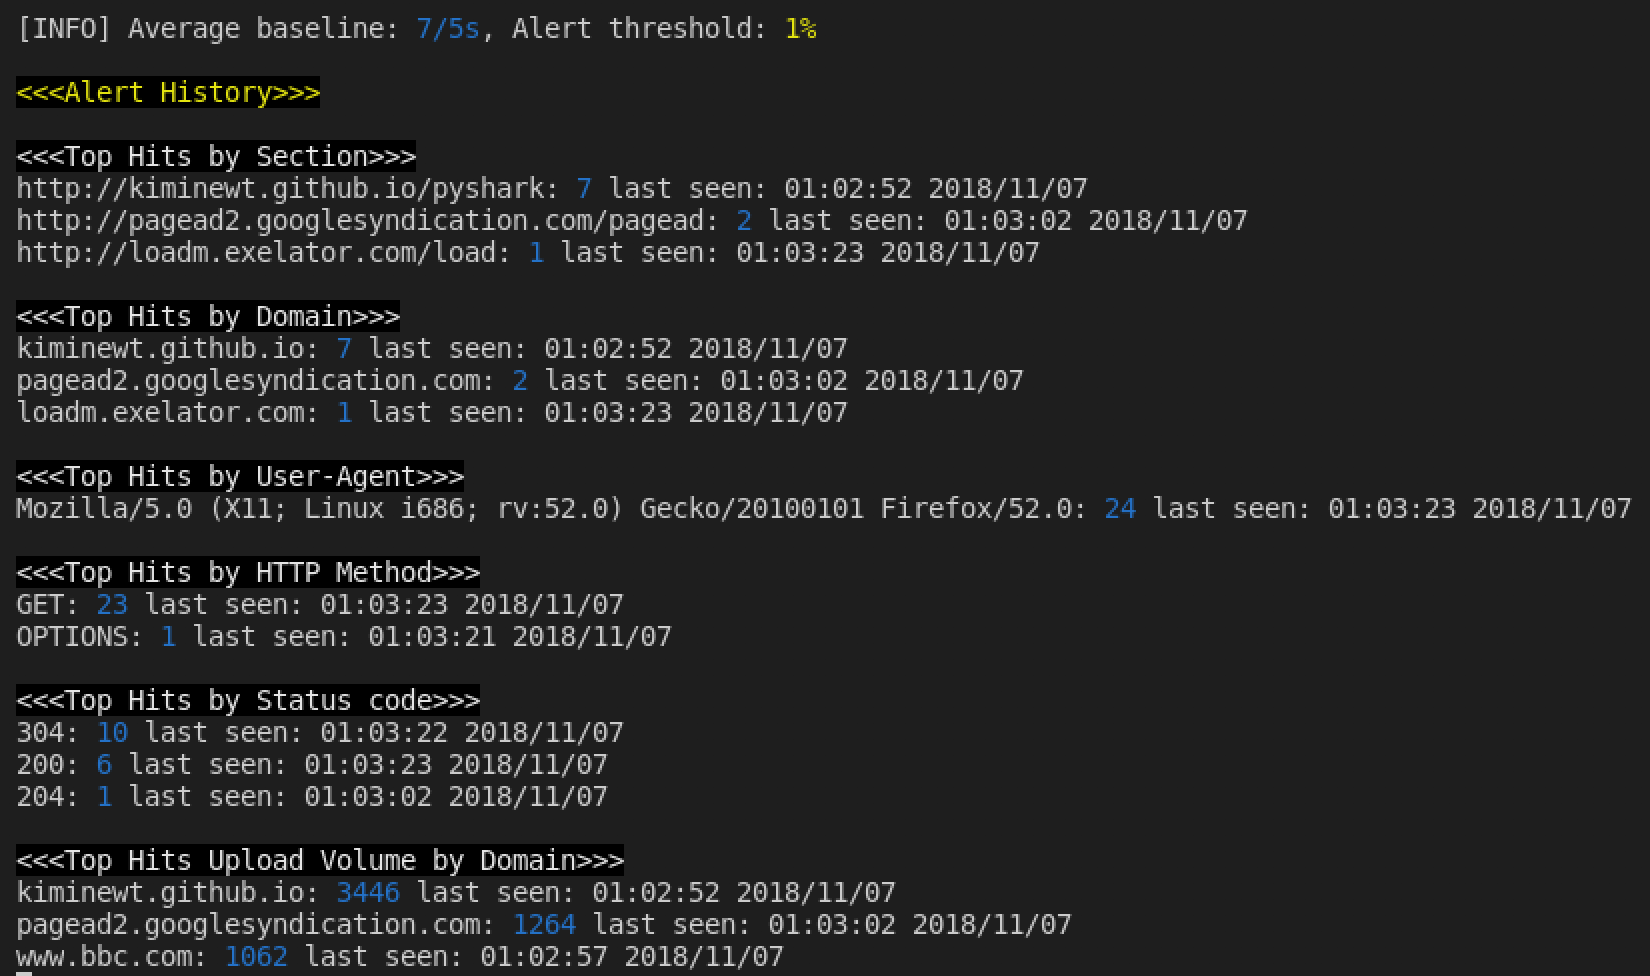 [INFO] Average baseline: 7/5s, Alert threshold: 1%
<<<Alert History>>>
<<<Top Hits by Section>>>
http://kiminewt.github.io/pyshark: 7 last seen: 01:02:52 2018/11/07
http://pagead2.googlesyndication.com/pagead: 2 last seen: 01:03:02 2018/11/07
http://loadm.exelator.com/load: 1 last seen: 01:03:23 2018/11/07
<<<Top Hits by Domain>>>
kiminewt.github.io: 7 last seen: 01:02:52 2018/11/07
pagead2.googlesyndication.com: 2 last seen: 01:03:02 2018/11/07
loadm.exelator.com: 1 last seen: 01:03:23 2018/11/07
<<<Top Hits by User-Agent>>>
Mozilla/5.0 (X11; Linux i686; rv:52.0) Gecko/20100101 Firefox/52.0: 24 last seen: 01:03:23 2018/11/07
<<<Top Hits by HTTP Method>>>
GET: 23 last seen: 01:03:23 2018/11/07
OPTIONS: 1 last seen: 01:03:21 2018/11/07
<<<Top Hits by Status code>>>
304: 10 last seen: 01:03:22 2018/11/07
200: 6 last seen: 01:03:23 2018/11/07
204: 1 last seen: 01:03:02 2018/11/07
<<<Top Hits Upload Volume by Domain>>>
kiminewt.github.io: 3446 last seen: 01:02:52 2018/11/07
pagead2.googlesyndication.com: 1264 last seen: 01:03:02 2018/11/07
www.bbc.com: 1062 last seen: 01:02:57 2018/11/07